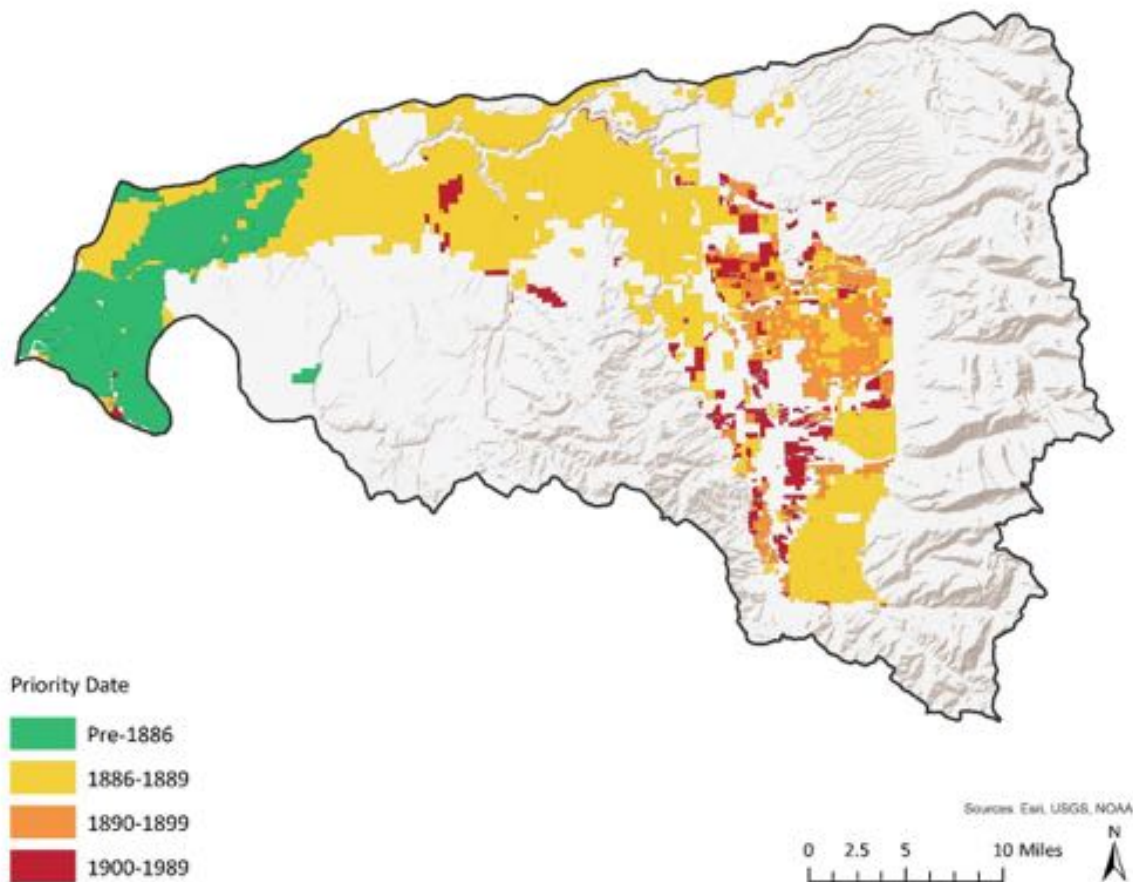 Priority Date
Pre-1886
1886-1889
1890-1899
1900-1989
Sources: Esri, USGS, NOAA
N
0 2.5 5 10 Miles